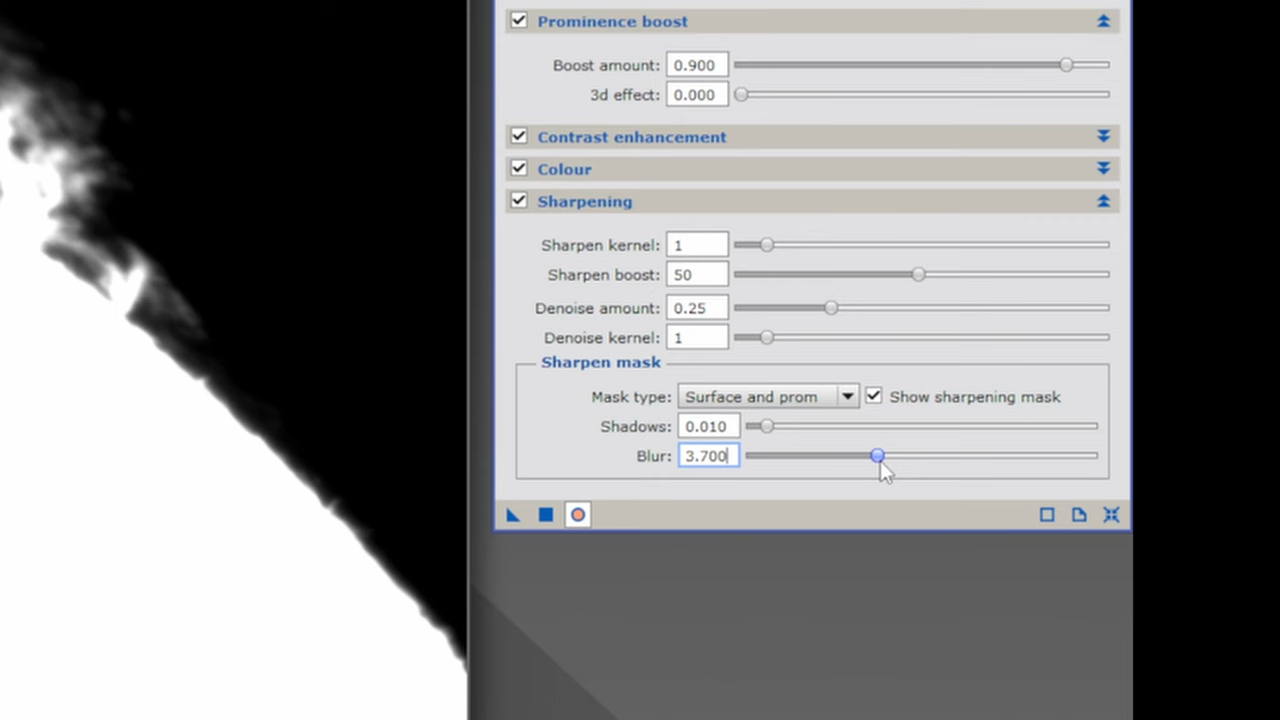 Prominence boost
Boost amount: 0.900
3d effect: 0.000
Contrast enhancement
Colour
Sharpening
Sharpen kernel: 1
Sharpen boost: 50
Denoise amount: 0.25
Denoise kernel: 1
Sharpen mask
Mask type: Surface and prom Show sharpening mask
Shadows: 0.010
Blur: 3.700